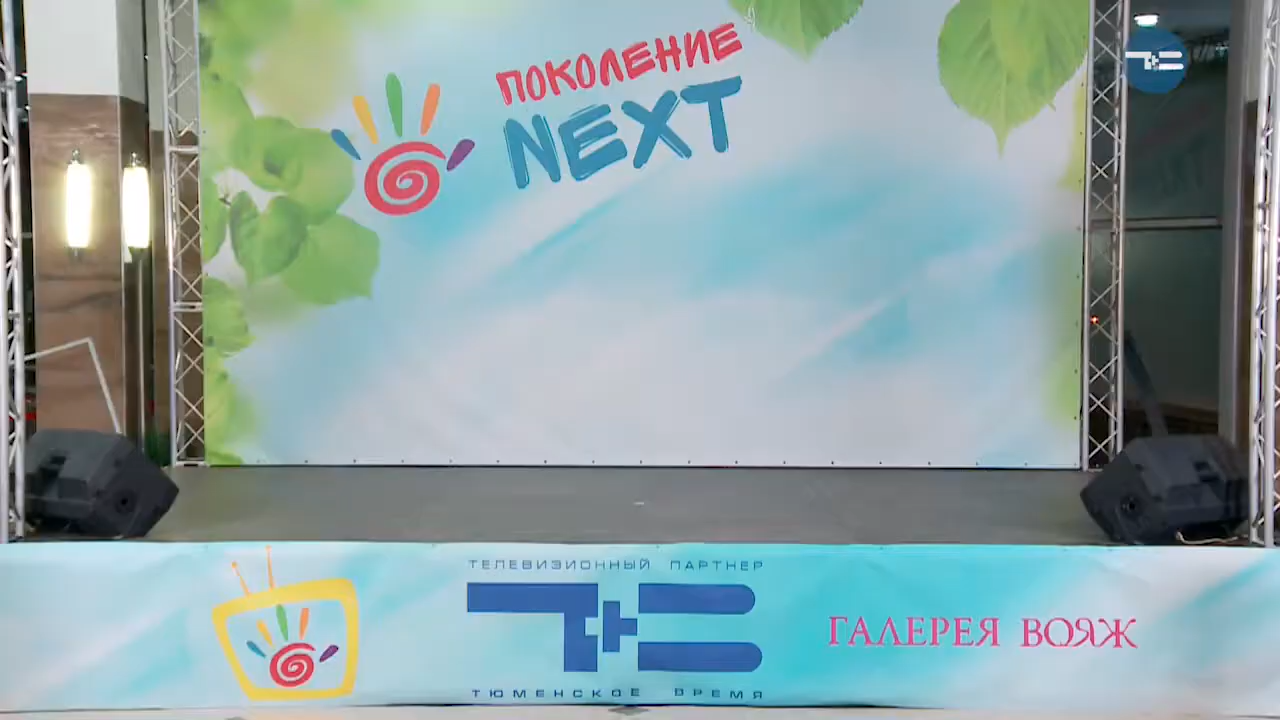 ПОКОЛЕНИЕ
NEXT
ТЕЛЕВИЗИОННЫЙ ПАРТНЕР
Т+В
ТЮМЕНСКОЕ ВРЕМЯ
ГАЛЕРЕЯ ВОЯЖ